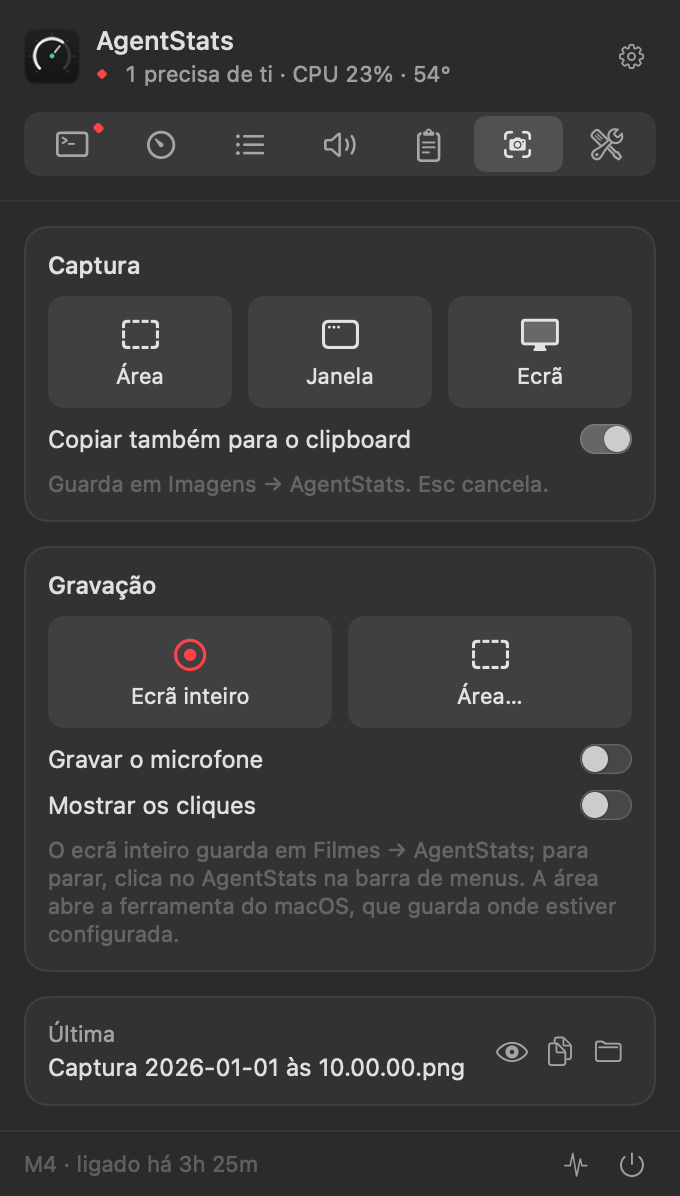 AgentStats
1 precisa de ti · CPU 23% · 54°
Captura
Área
Janela
Ecrã
Copiar também para o clipboard
Guarda em Imagens → AgentStats. Esc cancela.
Gravação
Ecrã inteiro
Área...
Gravar o microfone
Mostrar os cliques
O ecrã inteiro guarda em Filmes → AgentStats; para
parar, clica no AgentStats na barra de menus. A área
abre a ferramenta do macOS, que guarda onde estiver
configurada.
Última
Captura 2026-01-01 às 10.00.00.png
M4 · ligado há 3h 25m